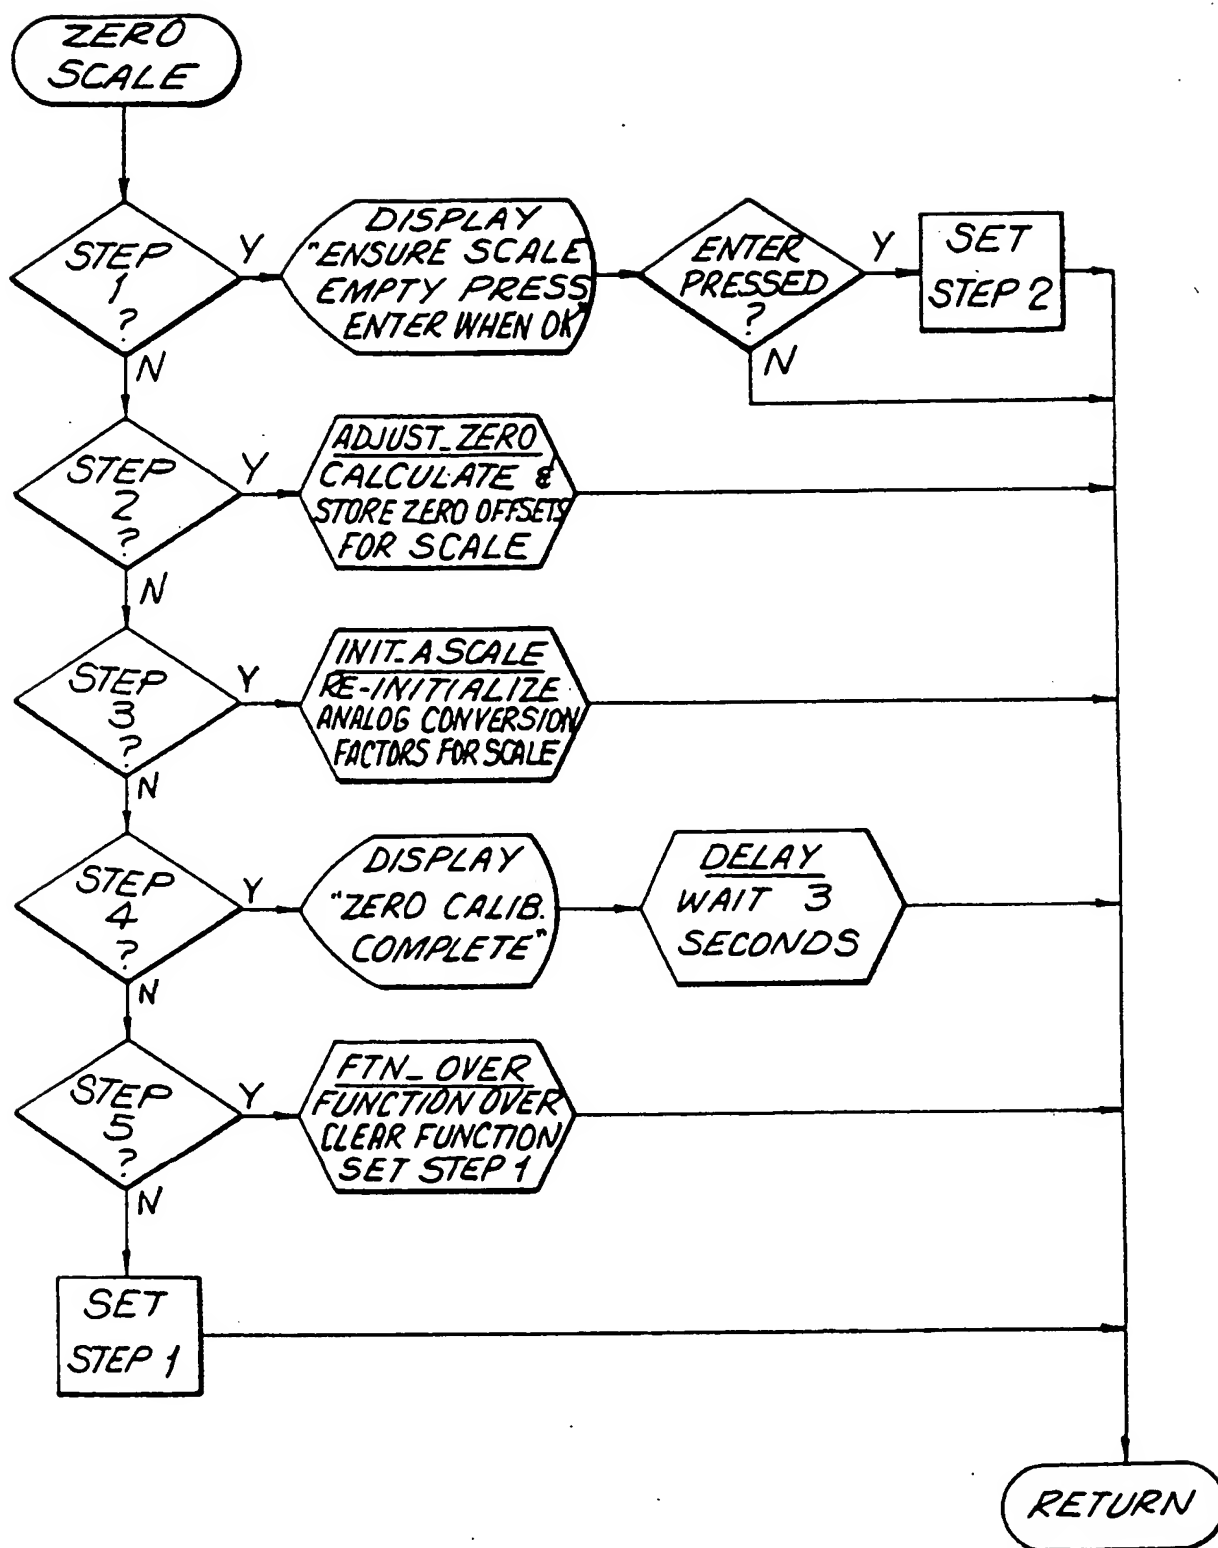 ZERO
SCALE
STEP
1
?
Y
N
DISPLAY
"ENSURE SCALE
EMPTY PRESS
ENTER WHEN OK"
ENTER
PRESSED
?
Y
N
SET
STEP 2
STEP
2
?
Y
N
ADJUST_ZERO
CALCULATE &
STORE ZERO OFFSETS
FOR SCALE
STEP
3
?
Y
N
INIT_ASCALE
RE-INITIALIZE
ANALOG CONVERSION
FACTORS FOR SCALE
STEP
4
?
Y
N
DISPLAY
"ZERO CALIB.
COMPLETE"
DELAY
WAIT 3
SECONDS
STEP
5
?
Y
N
FTN_OVER
FUNCTION OVER
CLEAR FUNCTION
SET STEP 1
SET
STEP 1
RETURN